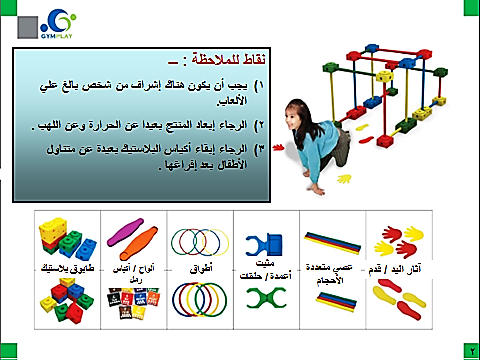 GYMPLAY
نقاط للملاحظة : ــ
١) يجب أن يكون هناك إشراف من شخص بالغ علي
الألعاب.
٢) الرجاء إبعاد المنتج بعيدا عن الحرارة وعن اللهب .
٣) الرجاء إبقاء أكياس البلاستيك بعيدة عن متناول
الأطفال بعد إفراغها .
آثار اليد / قدم
عصي متعددة
الأحجام
مثبت
أعمدة / حلقات
أطواق
ألواح / أكياس
رمل
طابوق بلاستيك
٢